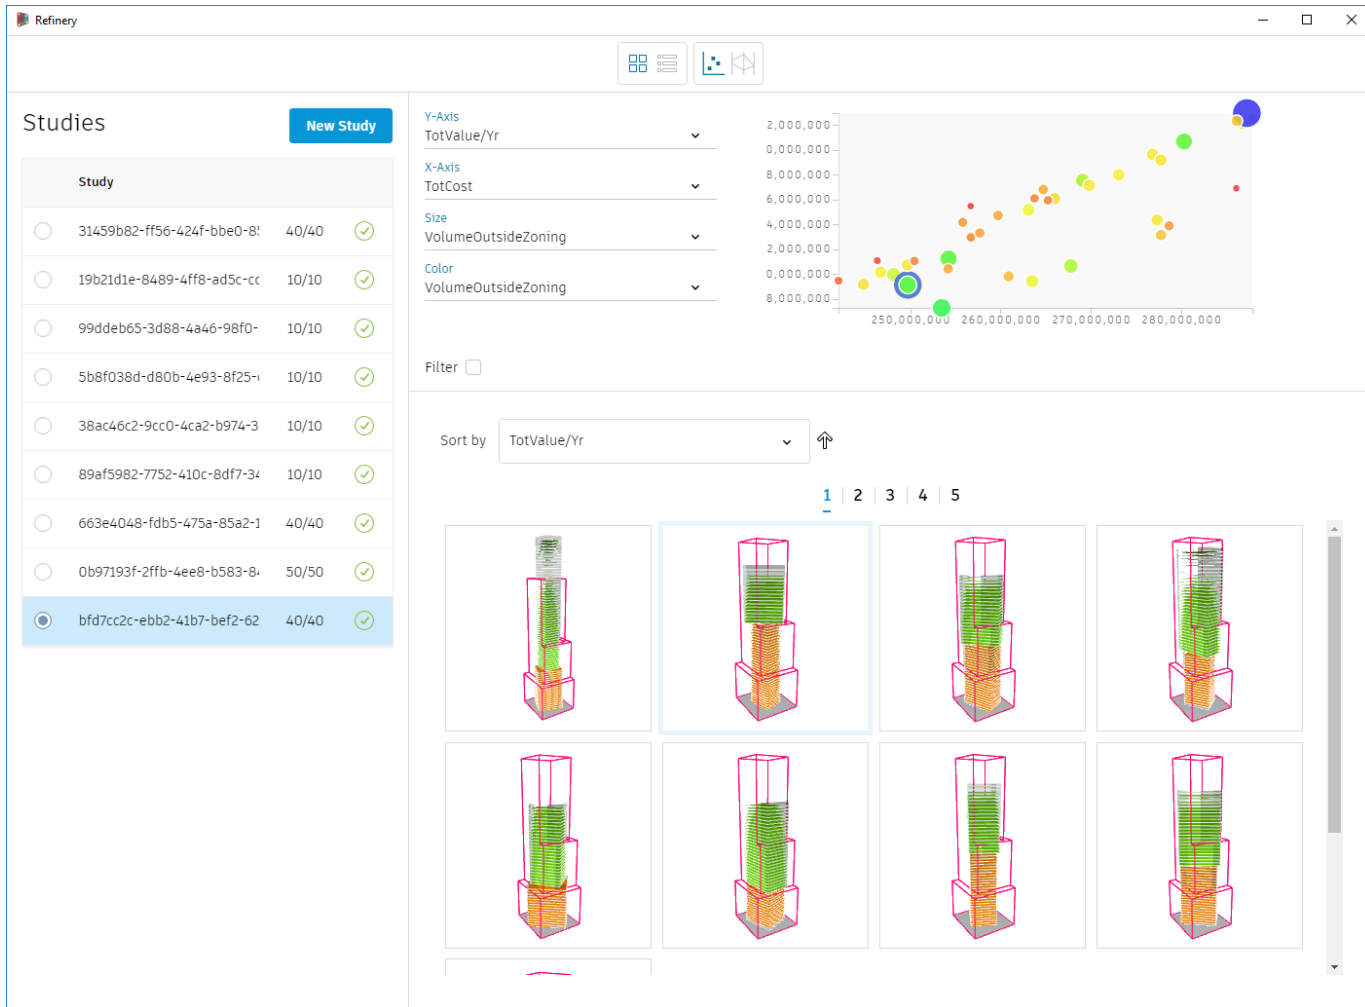 Refinery
Studies
New Study
Study
31459b82-ff56-424f-bbe0-8 40/40
19b21d1e-8489-4ff8-ad5c-cc 10/10
99ddeb65-3d88-4a46-98f0- 10/10
5b8f038d-d80b-4e93-8f25- 10/10
38ac46c2-9cc0-4ca2-b974-3 10/10
89af5982-7752-410c-8df7-34 10/10
663e4048-fdb5-475a-85a2-1 40/40
0b97193f-2ffb-4ee8-b583-84 50/50
bfd7cc2c-ebb2-41b7-bef2-62 40/40
Y-Axis
TotValue/Yr
X-Axis
TotCost
Size
VolumeOutsideZoning
Color
VolumeOutsideZoning
2,000,000
0,000,000
8,000,000
6,000,000
4,000,000
2,000,000
0,000,000
8,000,000
250,000,000 260,000,000 270,000,000 280,000,000
Filter
Sort by TotValue/Yr
1 2 3 4 5